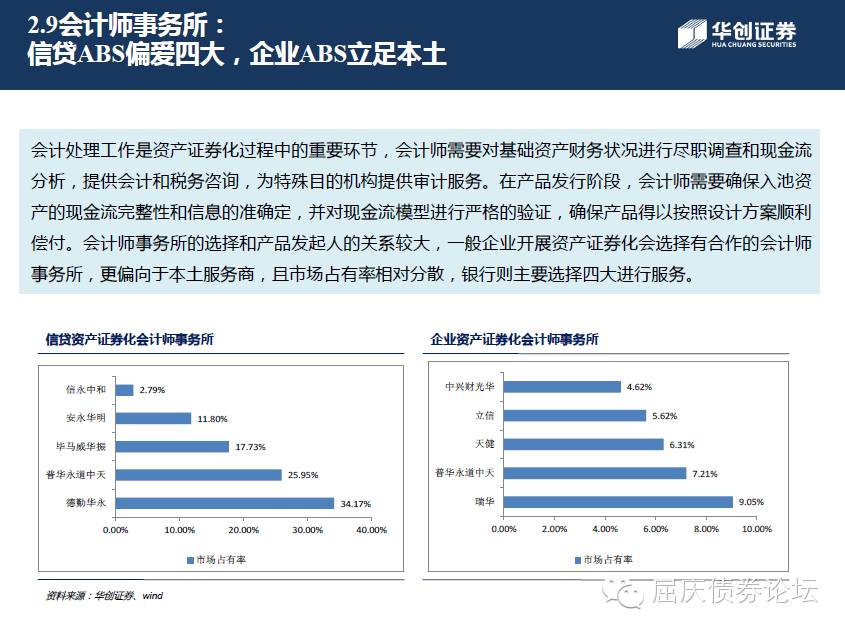 2.9会计师事务所：
信贷ABS偏爱四大，企业ABS立足本土
华创证券
HUA CHUANG SECURITIES
会计处理工作是资产证券化过程中的重要环节，会计师需要对基础资产财务状况进行尽职调查和现金流
分析，提供会计和税务咨询，为特殊目的机构提供审计服务。在产品发行阶段，会计师需要确保入池资
产的现金流完整性和信息的准确定，并对现金流模型进行严格的验证，确保产品得以按照设计方案顺利
偿付。会计师事务所的选择和产品发起人的关系较大，一般企业开展资产证券化会选择有合作的会计师
事务所，更偏向于本土服务商，且市场占有率相对分散，银行则主要选择四大进行服务。
信贷资产证券化会计师事务所
信永中和 2.79%
安永华明 11.80%
毕马威华振 17.73%
普华永道中天 25.95%
德勤华永 34.17%
0.00% 10.00% 20.00% 30.00% 40.00%
市场占有率
企业资产证券化会计师事务所
中兴财光华 4.62%
立信 5.62%
天健 6.31%
普华永道中天 7.21%
瑞华 9.05%
0.00% 2.00% 4.00% 6.00% 8.00% 10.00%
市场占有率
资料来源：华创证券、wind
屈庆债券论坛